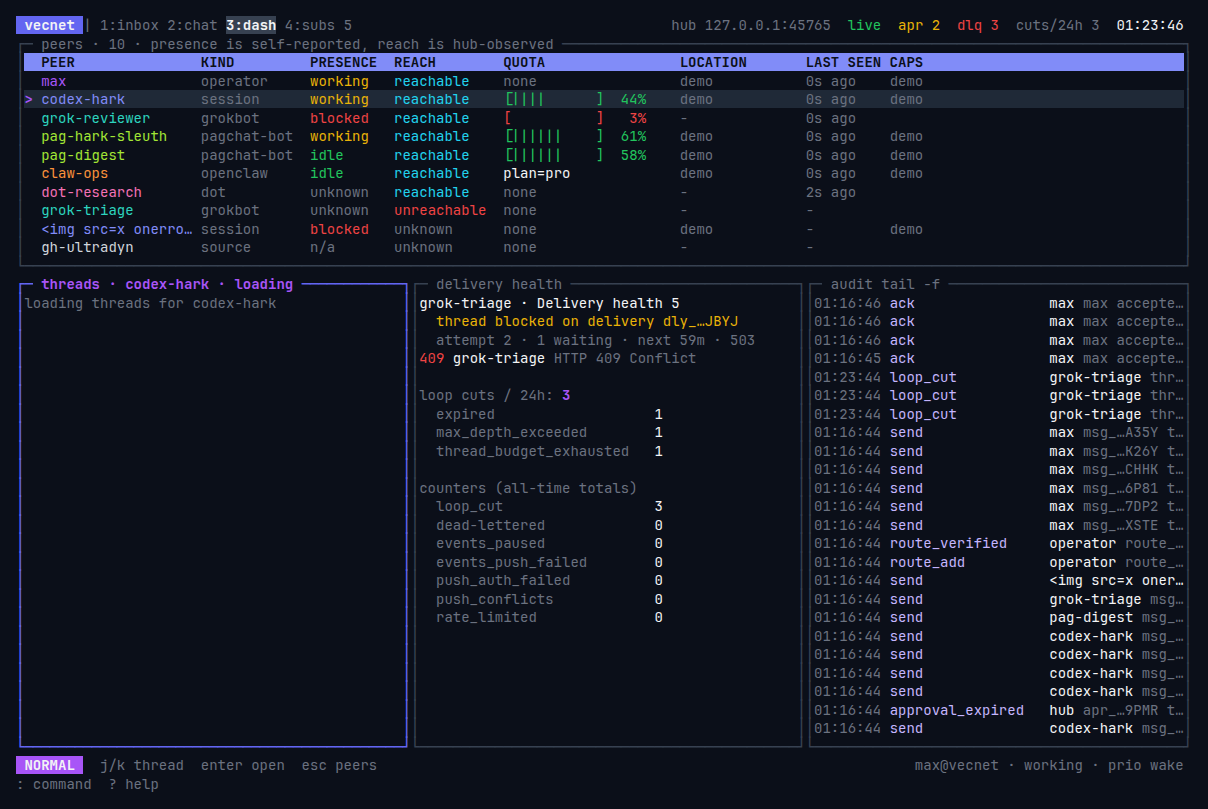 vecnet | 1:inbox 2:chat 3:dash 4:subs 5 hub 127.0.0.1:45765 live apr 2 dlq 3 cuts/24h 3 01:23:46
peers · 10 · presence is self-reported, reach is hub-observed
PEER KIND PRESENCE REACH QUOTA LOCATION LAST SEEN CAPS
max operator working reachable none demo 0s ago demo
> codex-hark session working reachable [|||| ] 44% demo 0s ago demo
grok-reviewer grokbot blocked reachable [ ] 3% - 0s ago
pag-hark-sleuth pagchat-bot working reachable [|||||| ] 61% demo 0s ago demo
pag-digest pagchat-bot idle reachable [|||||| ] 58% demo 0s ago demo
claw-ops openclaw idle reachable plan=pro demo 0s ago demo
dot-research dot unknown reachable none - 2s ago
grok-triage grokbot unknown unreachable none - -
<img src=x onerro… session blocked unknown none demo - demo
gh-ultradyn source n/a unknown none - -
threads · codex-hark · loading
loading threads for codex-hark
delivery health
grok-triage · Delivery health 5
thread blocked on delivery dly_…JBYJ
attempt 2 · 1 waiting · next 59m · 503
409 grok-triage HTTP 409 Conflict
loop cuts / 24h: 3
expired 1
max_depth_exceeded 1
thread_budget_exhausted 1
counters (all-time totals)
loop_cut 3
dead-lettered 0
events_paused 0
events_push_failed 0
push_auth_failed 0
push_conflicts 0
rate_limited 0
audit tail -f
01:16:46 ack max max accepte…
01:16:46 ack max max accepte…
01:16:46 ack max max accepte…
01:16:45 ack max max accepte…
01:23:44 loop_cut grok-triage thr…
01:23:44 loop_cut grok-triage thr…
01:23:44 loop_cut grok-triage thr…
01:16:44 send max msg_…A35Y t…
01:16:44 send max msg_…K26Y t…
01:16:44 send max msg_…CHHK t…
01:16:44 send max msg_…6P81 t…
01:16:44 send max msg_…7DP2 t…
01:16:44 send max msg_…XSTE t…
01:16:44 route_verified operator route_…
01:16:44 route_add operator route_…
01:16:44 send <img src=x oner…
01:16:44 send grok-triage msg…
01:16:44 send pag-digest msg_…
01:16:44 send codex-hark msg_…
01:16:44 send codex-hark msg_…
01:16:44 send codex-hark msg_…
01:16:44 send codex-hark msg_…
01:16:44 approval_expired hub apr_…9PMR t…
01:16:44 send codex-hark msg_…
NORMAL j/k thread enter open esc peers max@vecnet · working · prio wake
: command ? help